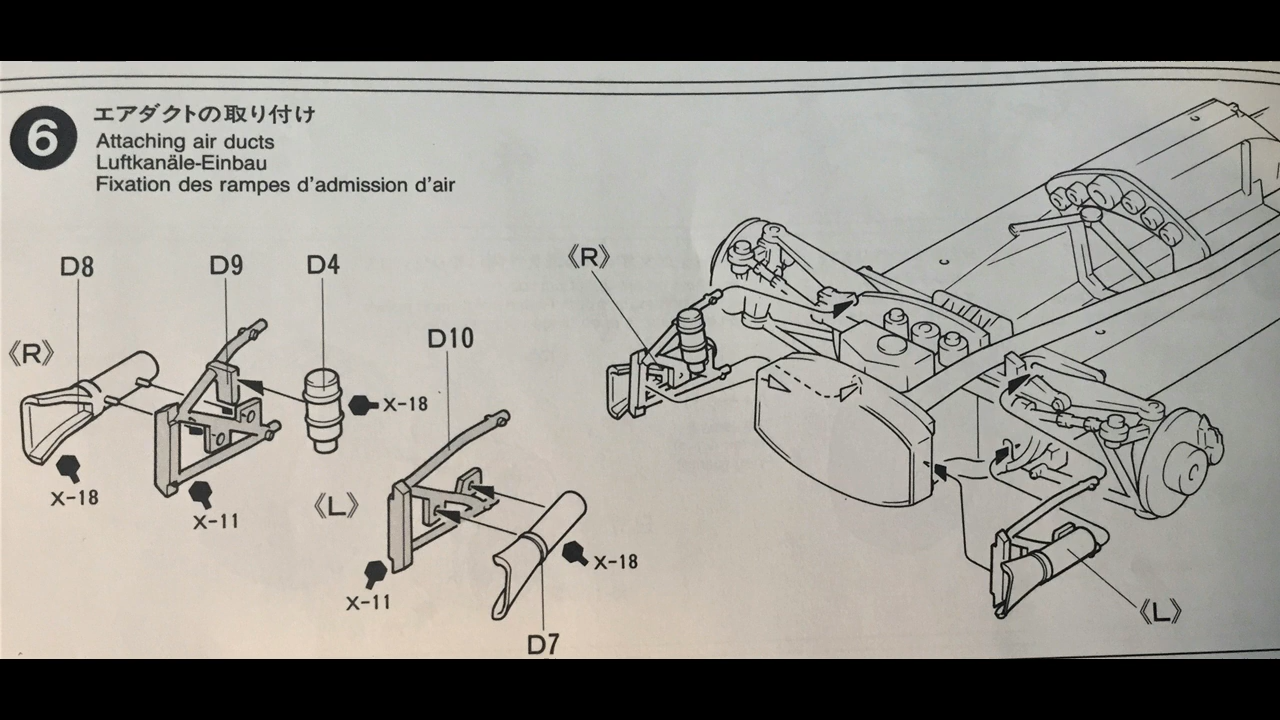 6
エアダクトの取り付け
Attaching air ducts
Luftkanäle-Einbau
Fixation des rampes d'admission d'air
D8
D9
D4
D10
《R》
《R》
X-18
X-18
X-11
《L》
X-18
X-11
D7
《L》